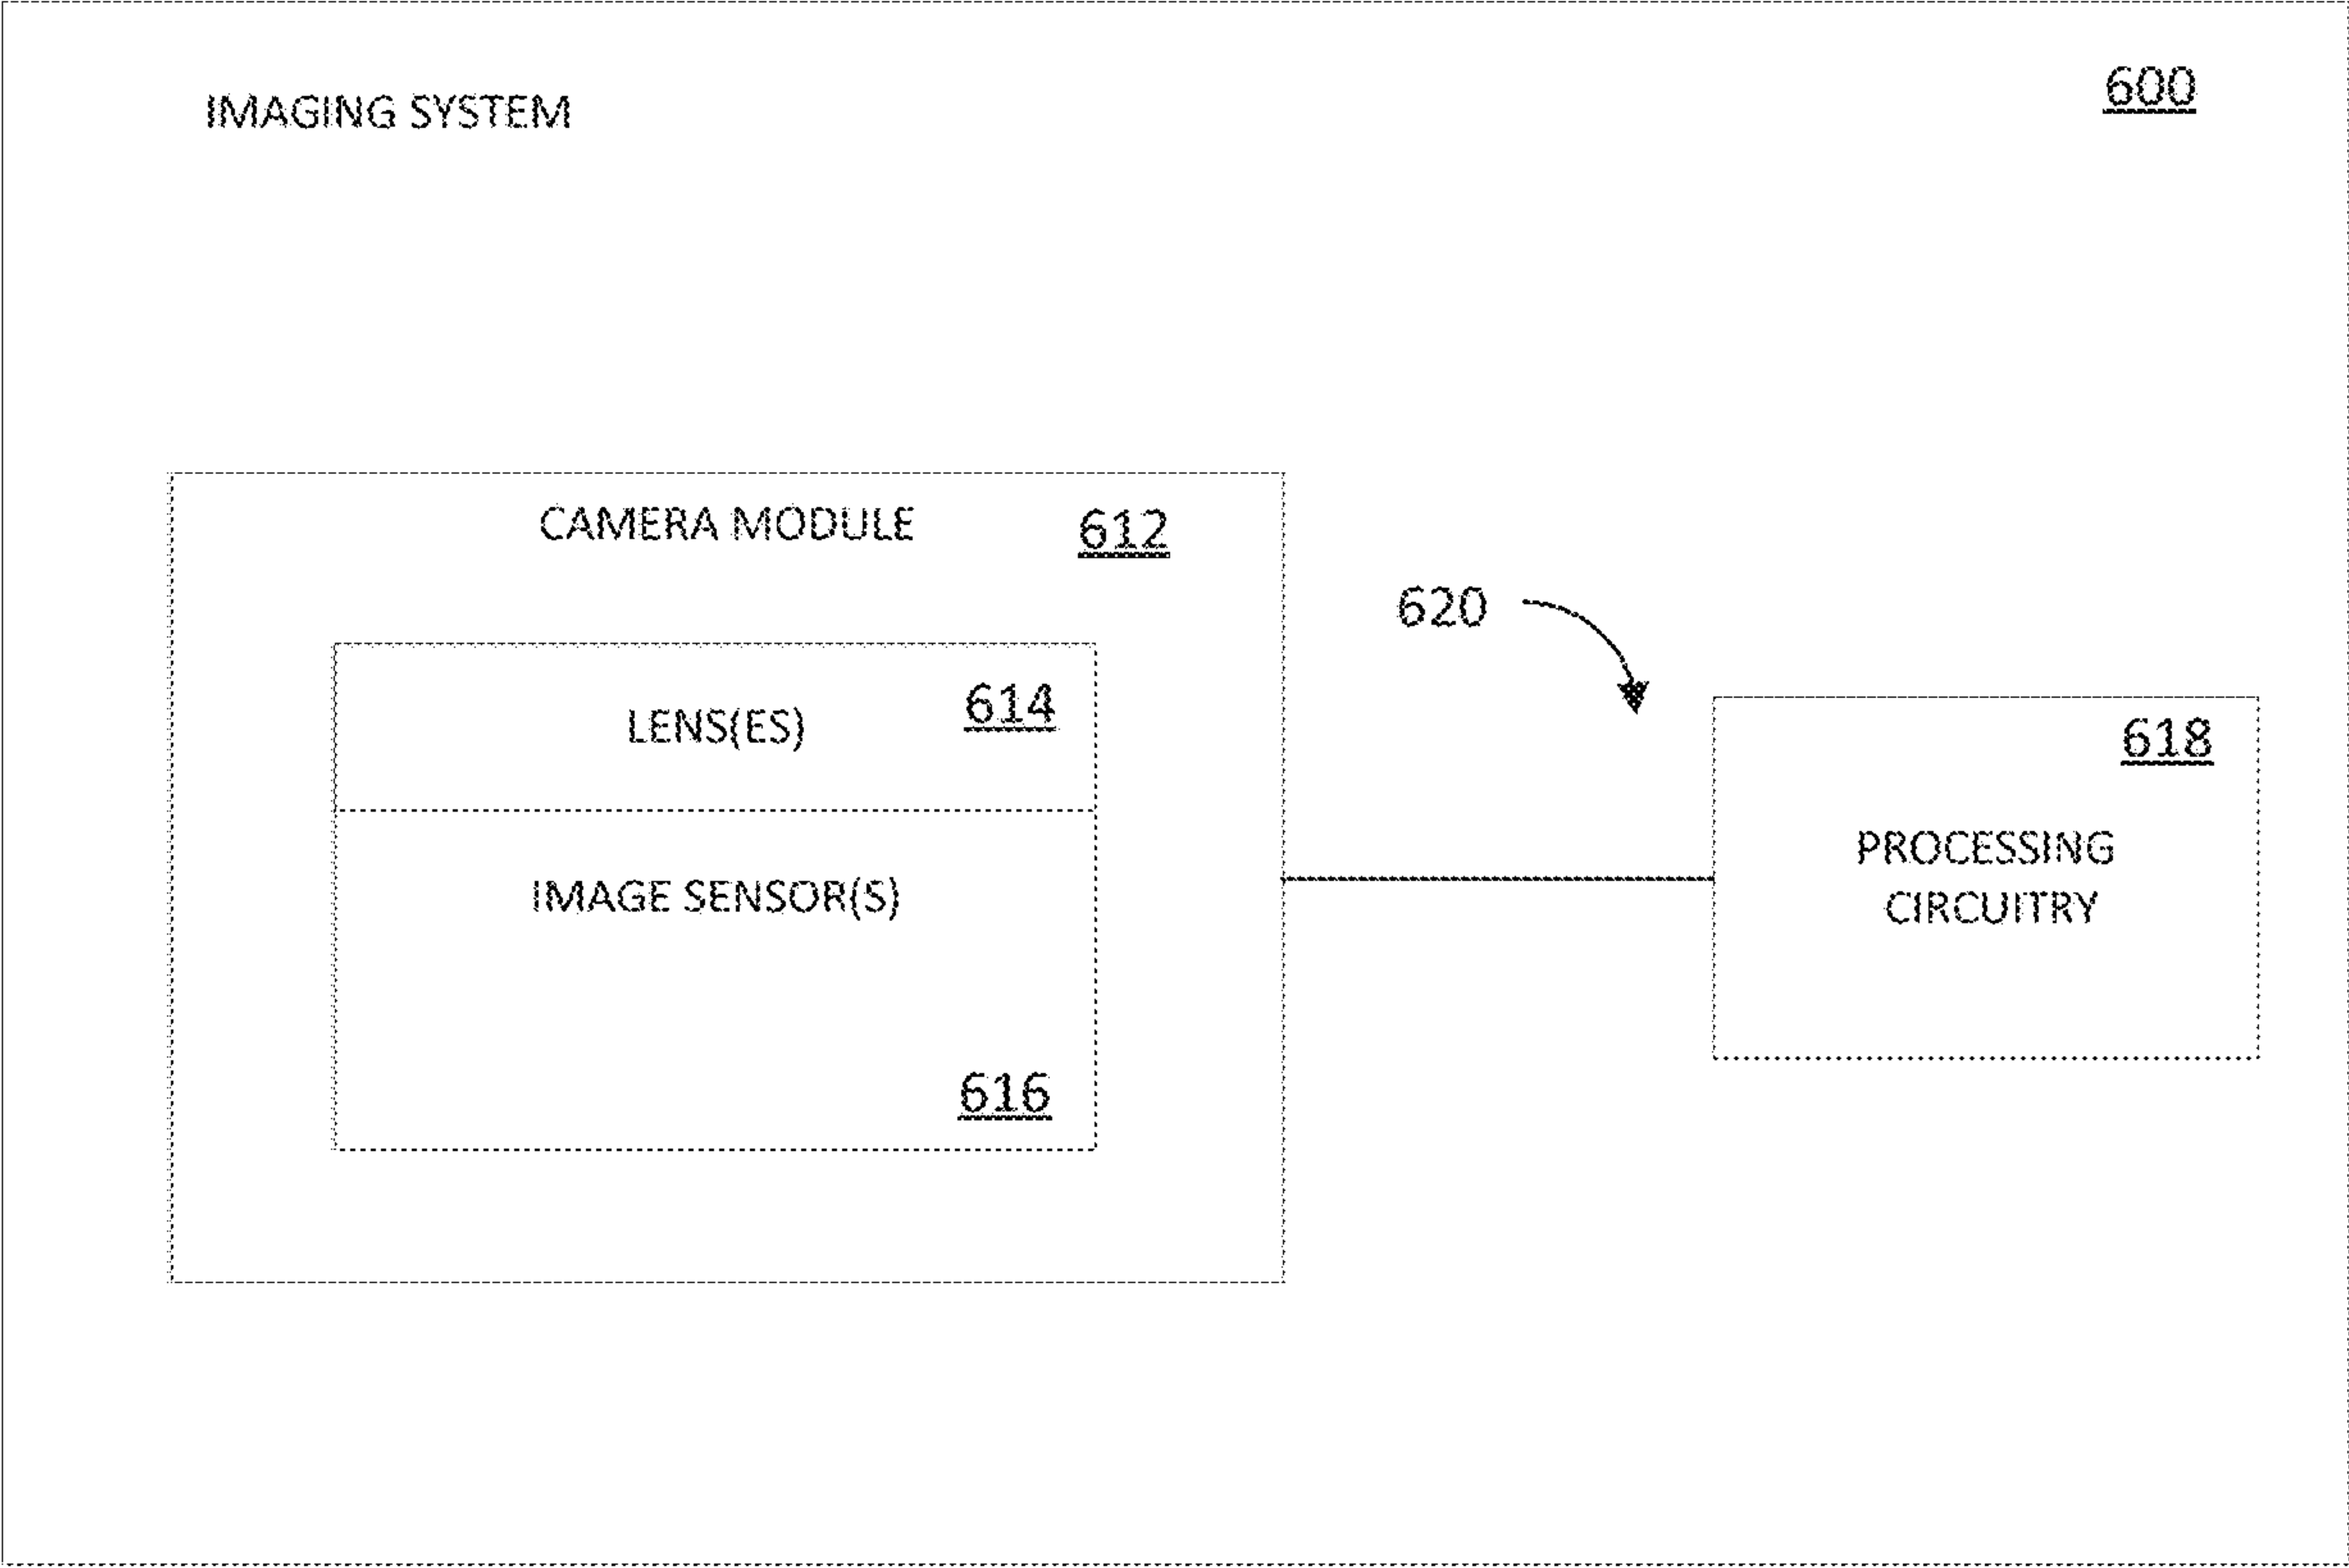 IMAGING SYSTEM
600
CAMERA MODULE
612
620
LENS(ES)
614
618
PROCESSING
CIRCUITRY
IMAGE SENSOR(S)
616